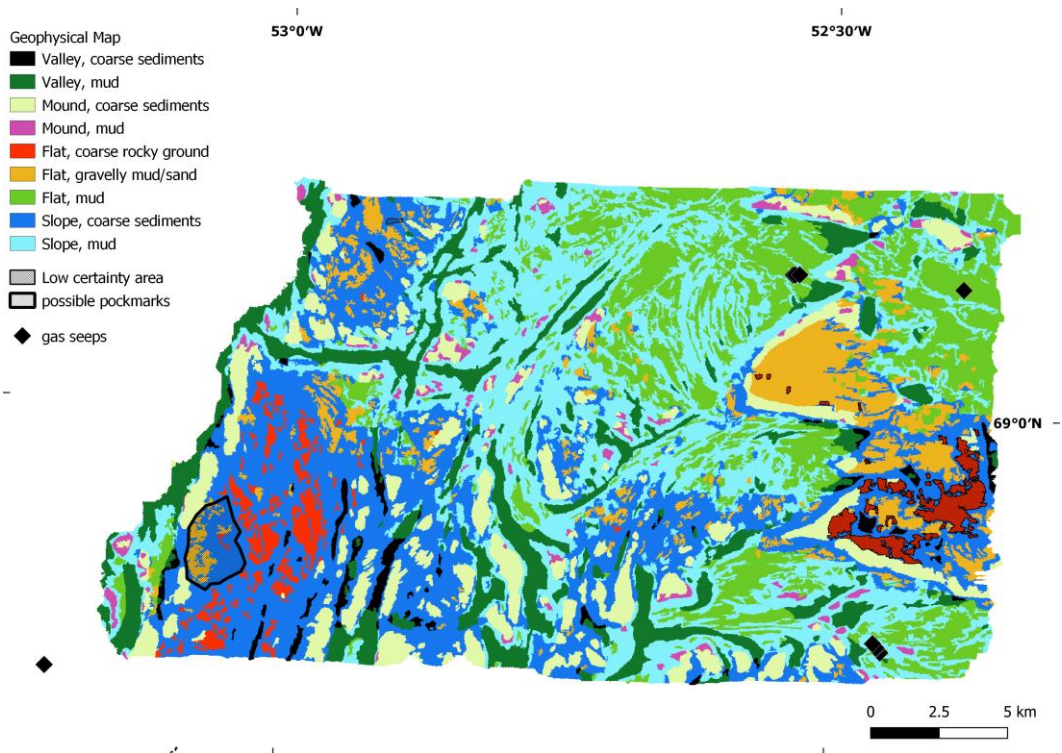 53°0'W
52°30'W
Geophysical Map
Valley, coarse sediments
Valley, mud
Mound, coarse sediments
Mound, mud
Flat, coarse rocky ground
Flat, gravelly mud/sand
Flat, mud
Slope, coarse sediments
Slope, mud
Low certainty area
possible pockmarks
gas seeps
69°0'N
0 2.5 5 km